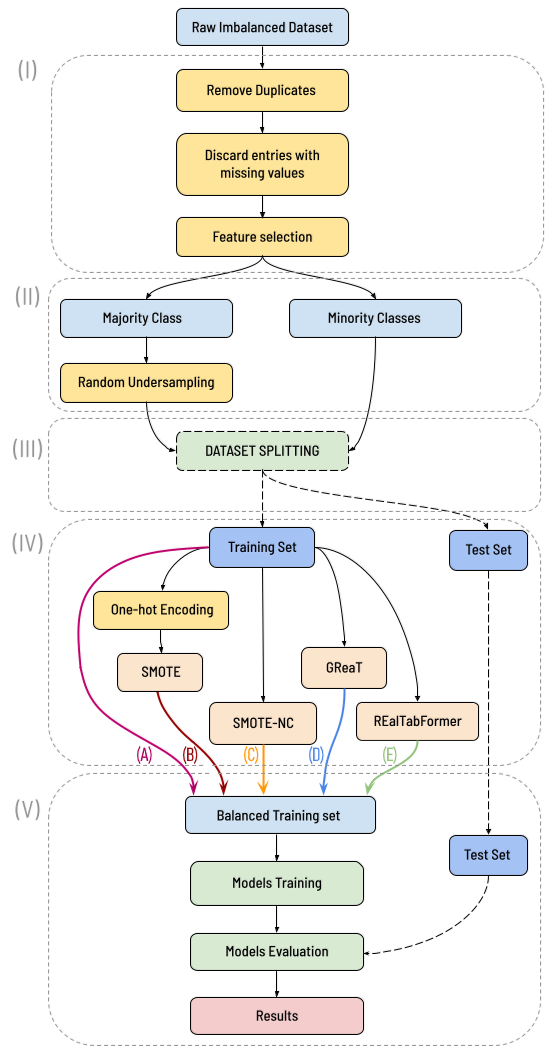 Raw Imbalanced Dataset
(I)
Remove Duplicates
Discard entries with
missing values
Feature selection
(II)
Majority Class
Minority Classes
Random Undersampling
(III)
DATASET SPLITTING
(IV)
Training Set
Test Set
One-hot Encoding
SMOTE
GReaT
SMOTE-NC
REalTabFormer
(A)
(B)
(C)
(D)
(E)
(V)
Balanced Training set
Test Set
Models Training
Models Evaluation
Results